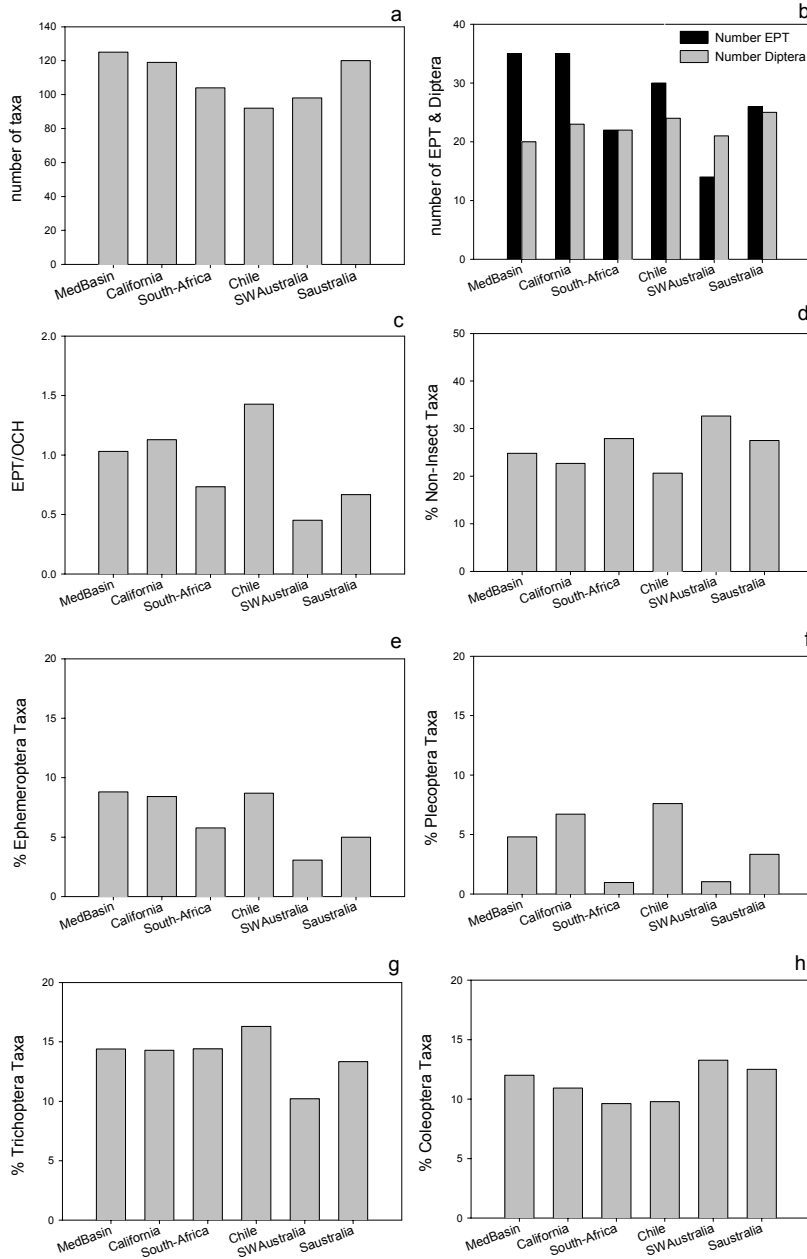 a
number of taxa
140
120
100
80
60
40
20
0
MedBasin
California
South-Africa
Chile
SWAustralia
Saustralia
b
Number EPT
Number Diptera
number of EPT & Diptera
40
30
20
10
0
MedBasin
California
South-Africa
Chile
SWAustralia
Saustralia
c
EPT/OCH
2.0
1.5
1.0
0.5
0.0
MedBasin
California
South-Africa
Chile
SWAustralia
Saustralia
d
% Non-Insect Taxa
50
40
30
20
10
0
MedBasin
California
South-Africa
Chile
SWAustralia
Saustralia
e
% Ephemeroptera Taxa
20
15
10
5
0
MedBasin
California
South-Africa
Chile
SWAustralia
Saustralia
f
% Plecoptera Taxa
20
15
10
5
0
MedBasin
California
South-Africa
Chile
SWAustralia
Saustralia
g
% Trichoptera Taxa
20
15
10
5
0
MedBasin
California
South-Africa
Chile
SWAustralia
Saustralia
h
% Coleoptera Taxa
20
15
10
5
0
MedBasin
California
South-Africa
Chile
SWAustralia
Saustralia